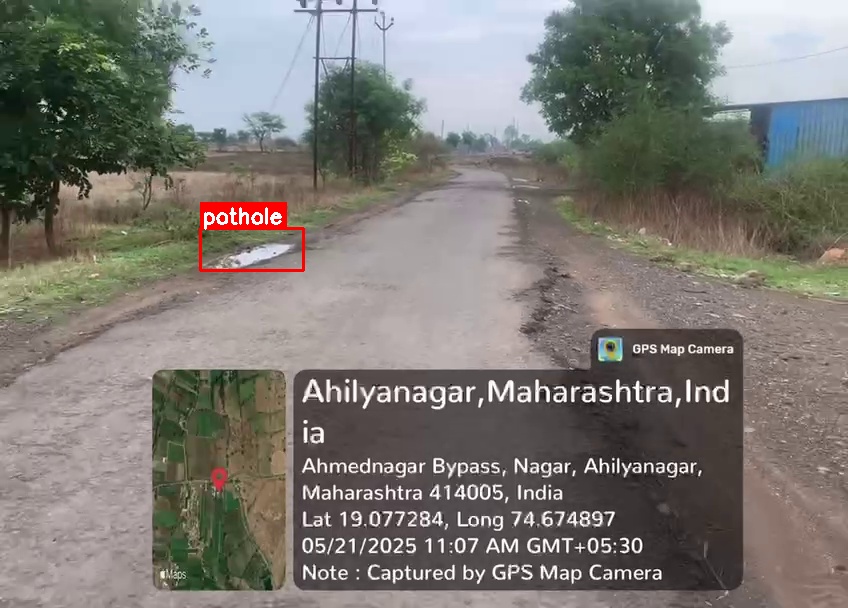 pothole
GPS Map Camera
Ahilyanagar,Maharashtra,Ind
ia
Ahmednagar Bypass, Nagar, Ahilyanagar,
Maharashtra 414005, India
Lat 19.077284, Long 74.674897
05/21/2025 11:07 AM GMT+05:30
Note : Captured by GPS Map Camera
Maps